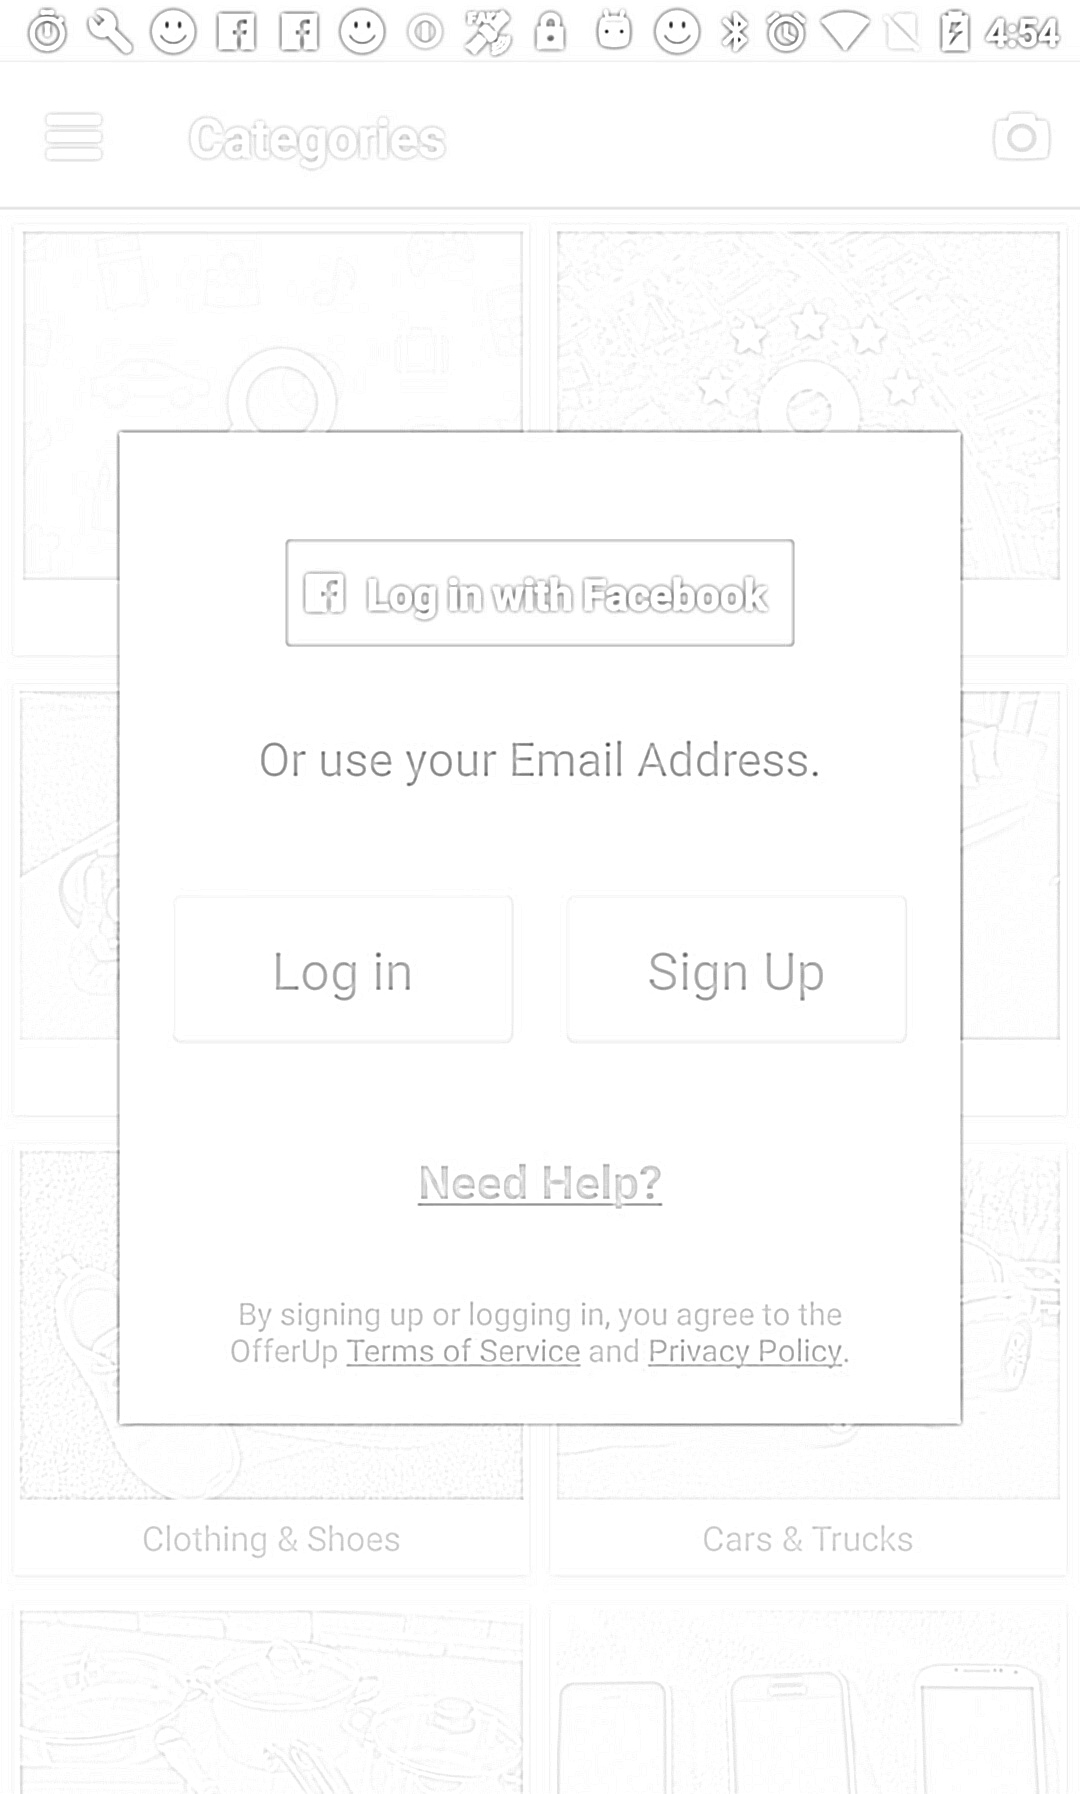 4:54
Categories
Log in with Facebook
Or use your Email Address.
Log in
Sign Up
Need Help?
By signing up or logging in, you agree to the
OfferUp Terms of Service and Privacy Policy.
Clothing & Shoes
Cars & Trucks